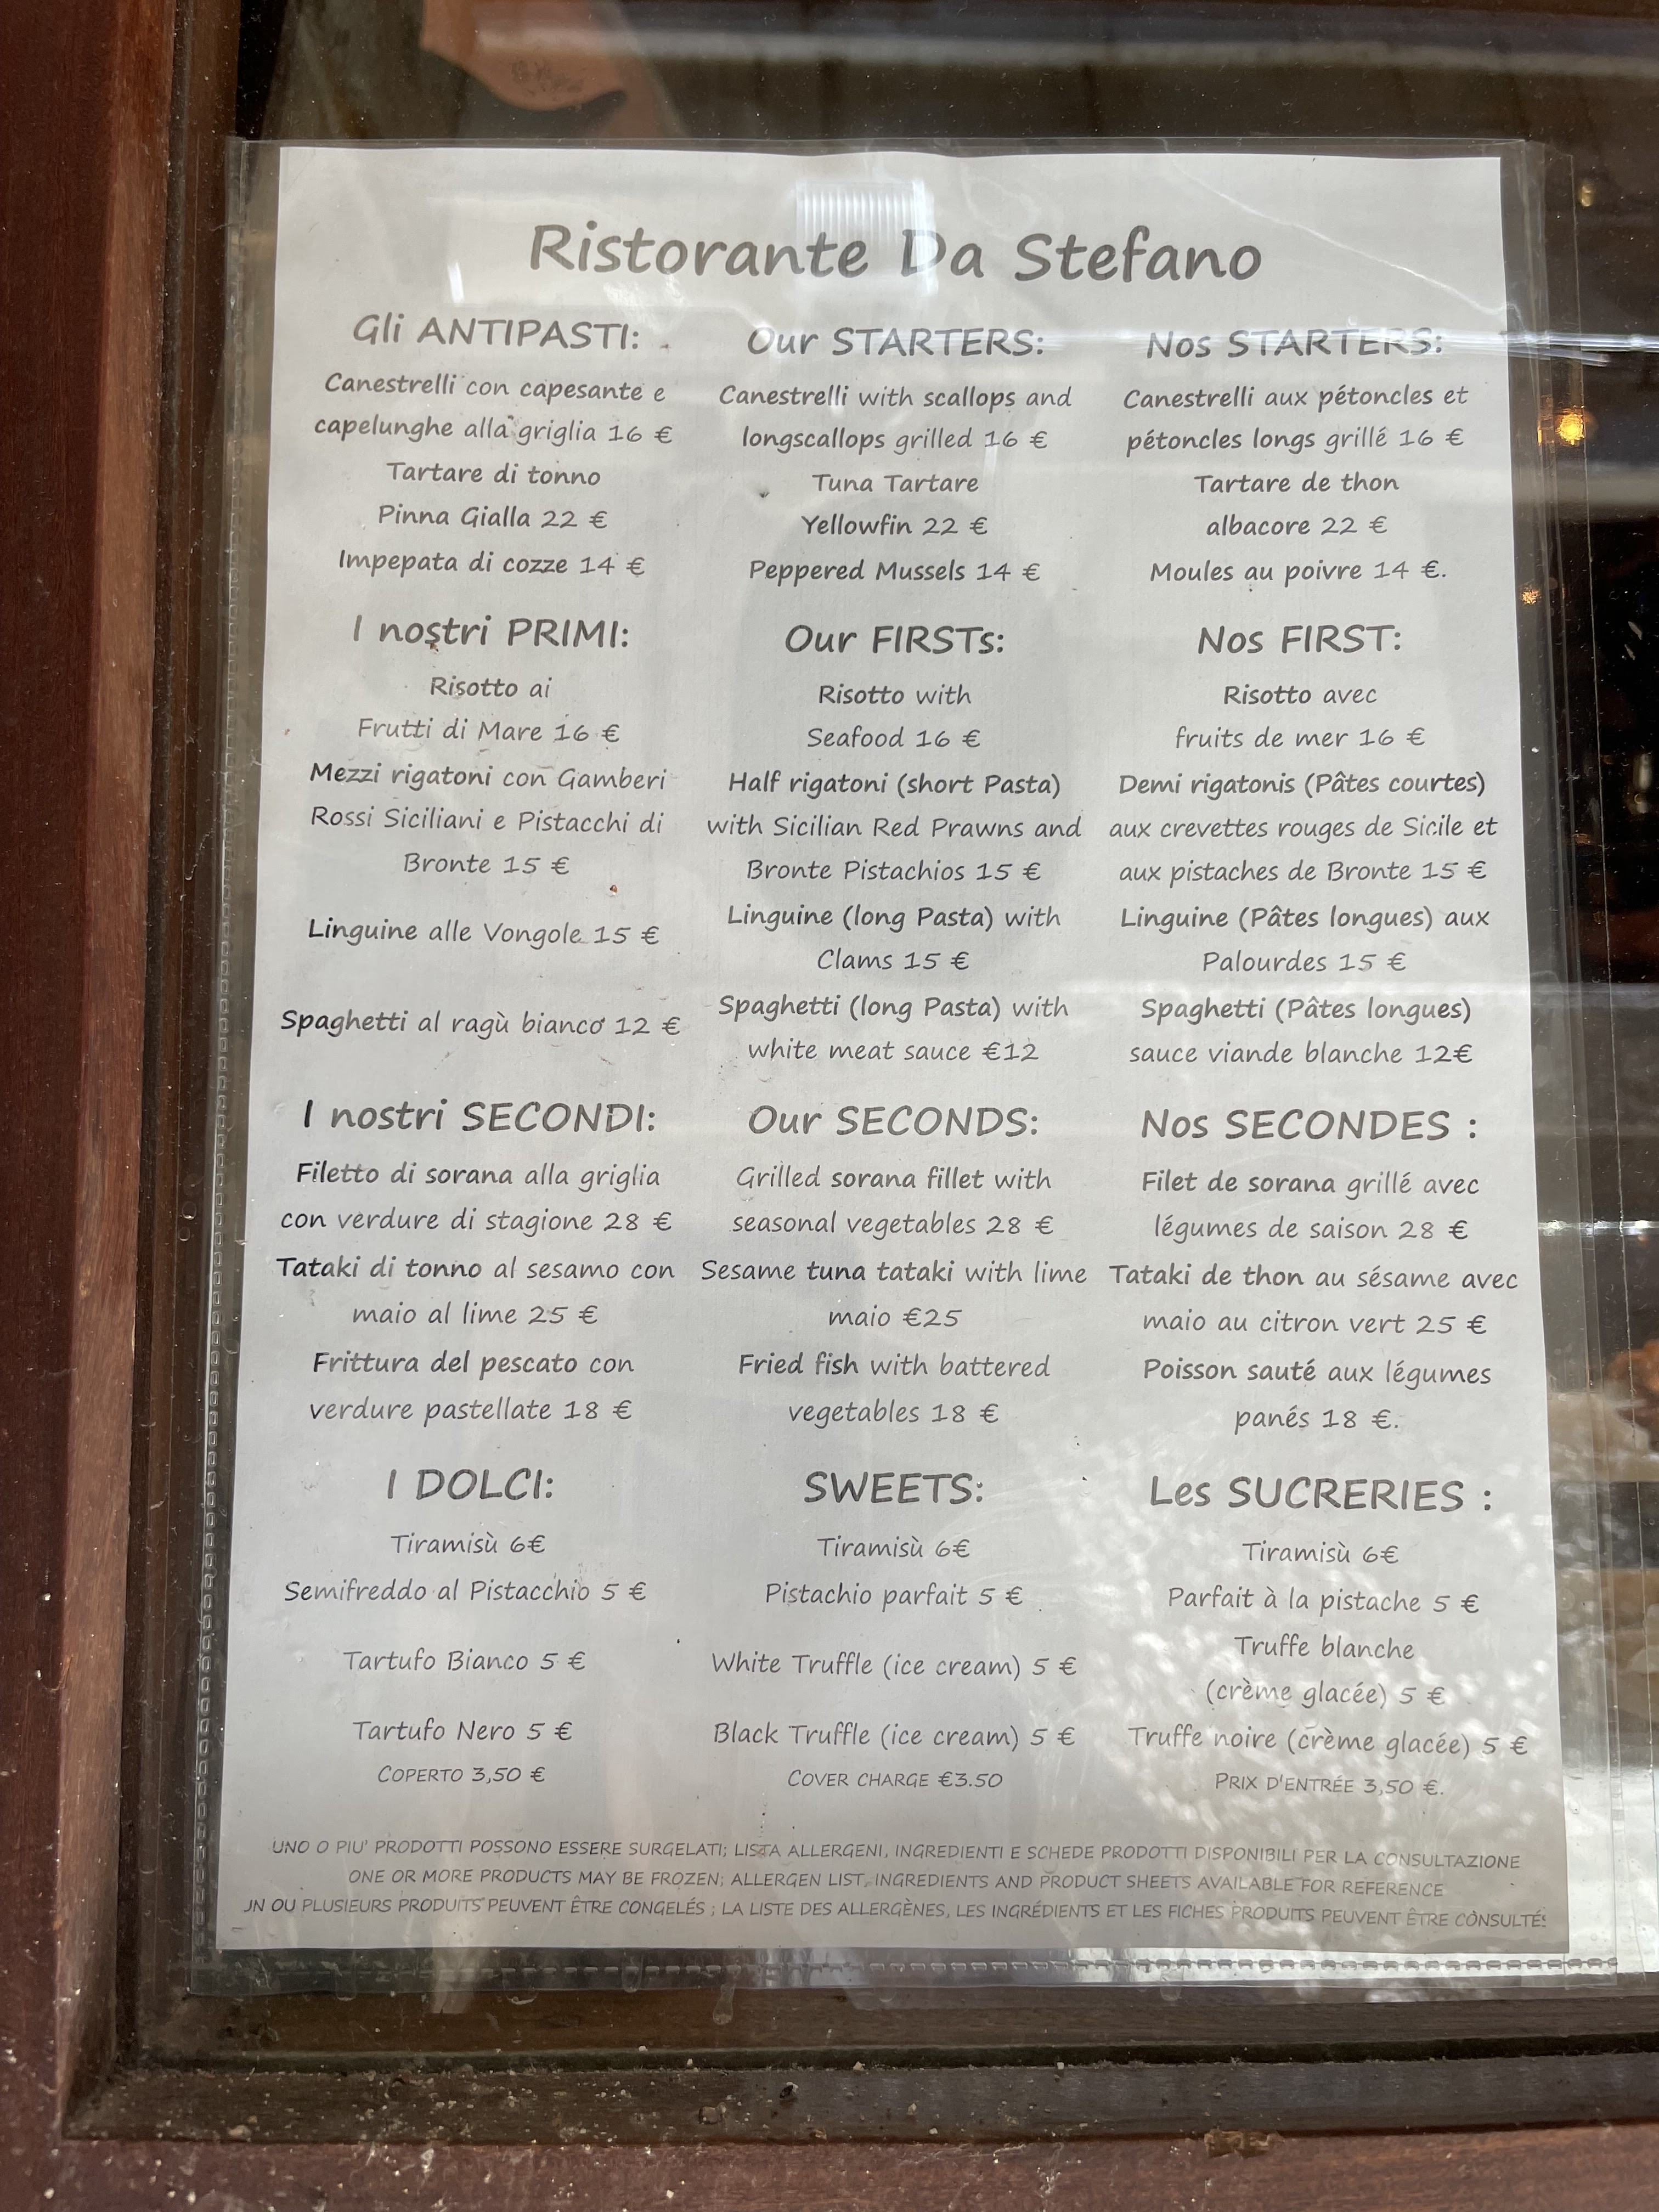 Ristorante Da Stefano
Gli ANTIPASTI:
Canestrelli con capesante e
capelunghe alla griglia 16 €
Tartare di tonno
Pinna Gialla 22 €
Impepata di cozze 14 €
I nostri PRIMI:
Risotto ai
Frutti di Mare 16 €
Mezzi rigatoni con Gamberi
Rossi Siciliani e Pistacchi di
Bronte 15 €
Linguine alle Vongole 15 €
Spaghetti al ragù bianco 12 €
I nostri SECONDI:
Filetto di sorana alla griglia
con verdure di stagione 28 €
Tataki di tonno al sesamo con
maio al lime 25 €
Frittura del pescato con
verdure pastellate 18 €
I DOLCI:
Tiramisù 6€
Semifreddo al Pistacchio 5 €
Tartufo Bianco 5 €
Tartufo Nero 5 €
COPERTO 3,50 €
Our STARTERS:
Canestrelli with scallops and
longscallops grilled 16 €
Tuna Tartare
Yellowfin 22 €
Peppered Mussels 14 €
Our FIRSTs:
Risotto with
Seafood 16 €
Half rigatoni (short Pasta)
with Sicilian Red Prawns and
Bronte Pistachios 15 €
Linguine (long Pasta) with
Clams 15 €
Spaghetti (long Pasta) with
white meat sauce €12
Our SECONDS:
Grilled sorana fillet with
seasonal vegetables 28 €
Sesame tuna tataki with lime
maio €25
Fried fish with battered
vegetables 18 €
SWEETS:
Tiramisù 6€
Pistachio parfait 5 €
White Truffle (ice cream) 5 €
Black Truffle (ice cream) 5 €
COVER CHARGE €3.50
Nos STARTERS:
Canestrelli aux pétoncles et
pétoncles longs grillé 16 €
Tartare de thon
albacore 22 €
Moules au poivre 14 €.
Nos FIRST:
Risotto avec
fruits de mer 16 €
Demi rigatonis (Pâtes courtes)
aux crevettes rouges de Sicile et
aux pistaches de Bronte 15 €
Linguine (Pâtes longues) aux
Palourdes 15 €
Spaghetti (Pâtes longues)
sauce viande blanche 12€
Nos SECONDES :
Filet de sorana grillé avec
légumes de saison 28 €
Tataki de thon au sésame avec
maio au citron vert 25 €
Poisson sauté aux légumes
panés 18 €.
Les SUCRERIES :
Tiramisù 6€
Parfait à la pistache 5 €
Truffe blanche
(crème glacée) 5 €
Truffe noire (crème glacée) 5 €
PRIX D'ENTRÉE 3,50 €.
UNO O PIU' PRODOTTI POSSONO ESSERE SURGELATI; LISTA ALLERGENI, INGREDIENTI E SCHEDE PRODOTTI DISPONIBILI PER LA CONSULTAZIONE
ONE OR MORE PRODUCTS MAY BE FROZEN; ALLERGEN LIST, INGREDIENTS AND PRODUCT SHEETS AVAILABLE FOR REFERENCE
UN OU PLUSIEURS PRODUITS PEUVENT ÊTRE CONGELÉS ; LA LISTE DES ALLERGÈNES, LES INGRÉDIENTS ET LES FICHES PRODUITS PEUVENT ÊTRE CONSULTÉS